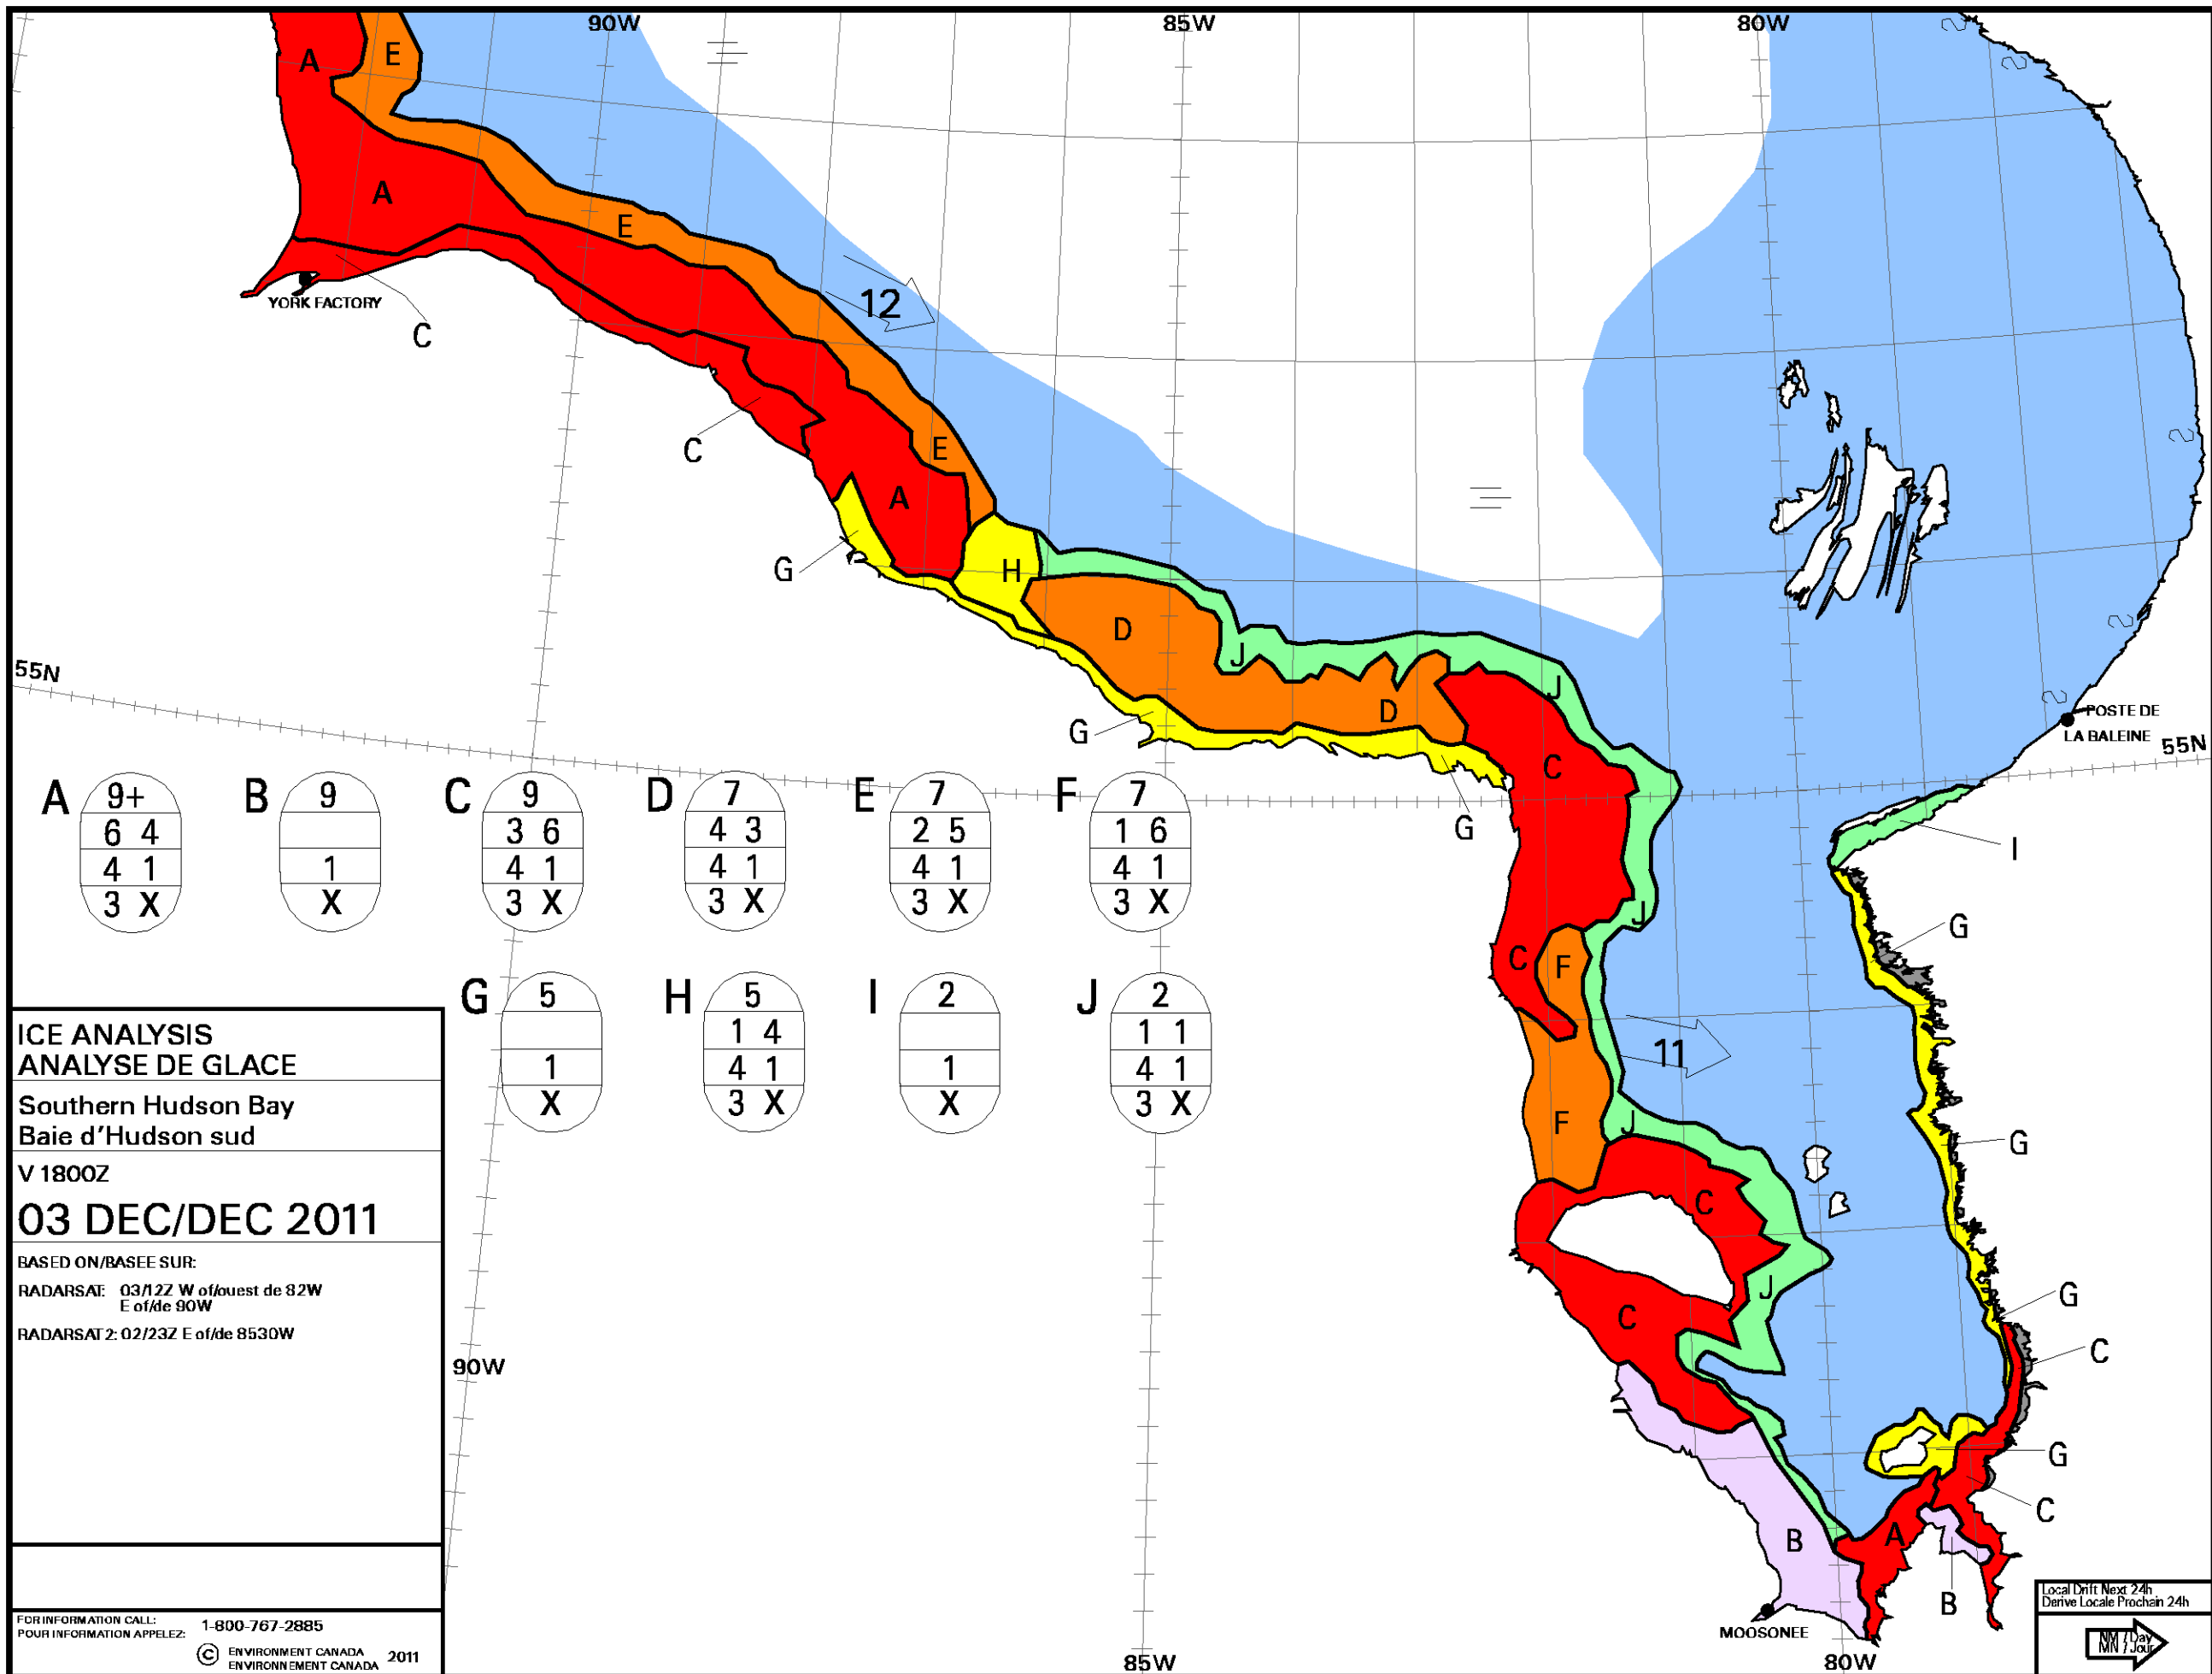 90W
85W
80W
A
E
A
E
12
YORK FACTORY
C
E
C
A
G
H
D
J
J
55N
D
G
POSTE DE
LA BALEINE
55N
C
G
I
A
9+
6 4
4 1
3 X
B
9
1
X
C
9
3 6
4 1
3 X
D
7
4 3
4 1
3 X
E
7
2 5
4 1
3 X
F
7
1 6
4 1
3 X
J
G
C
F
G
5
1
X
H
5
1 4
4 1
3 X
I
2
1
X
J
2
1 1
4 1
3 X
11
F
J
G
C
J
G
C
C
G
C
A
B
B
MOOSONEE
90W
85W
80W
ICE ANALYSIS
ANALYSE DE GLACE
Southern Hudson Bay
Baie d'Hudson sud
V 1800Z
03 DEC/DEC 2011
BASED ON/BASEE SUR:
RADARSAT: 03/12Z W of/ouest de 82W
E of/de 90W
RADARSAT 2: 02/23Z E of/de 8530W
FOR INFORMATION CALL: 1-800-767-2885
POUR INFORMATION APPELEZ:
© ENVIRONMENT CANADA 2011
ENVIRONNEMENT CANADA
Local Drift Next 24h
Derive Locale Prochain 24h
NM / Day
MN / Jour